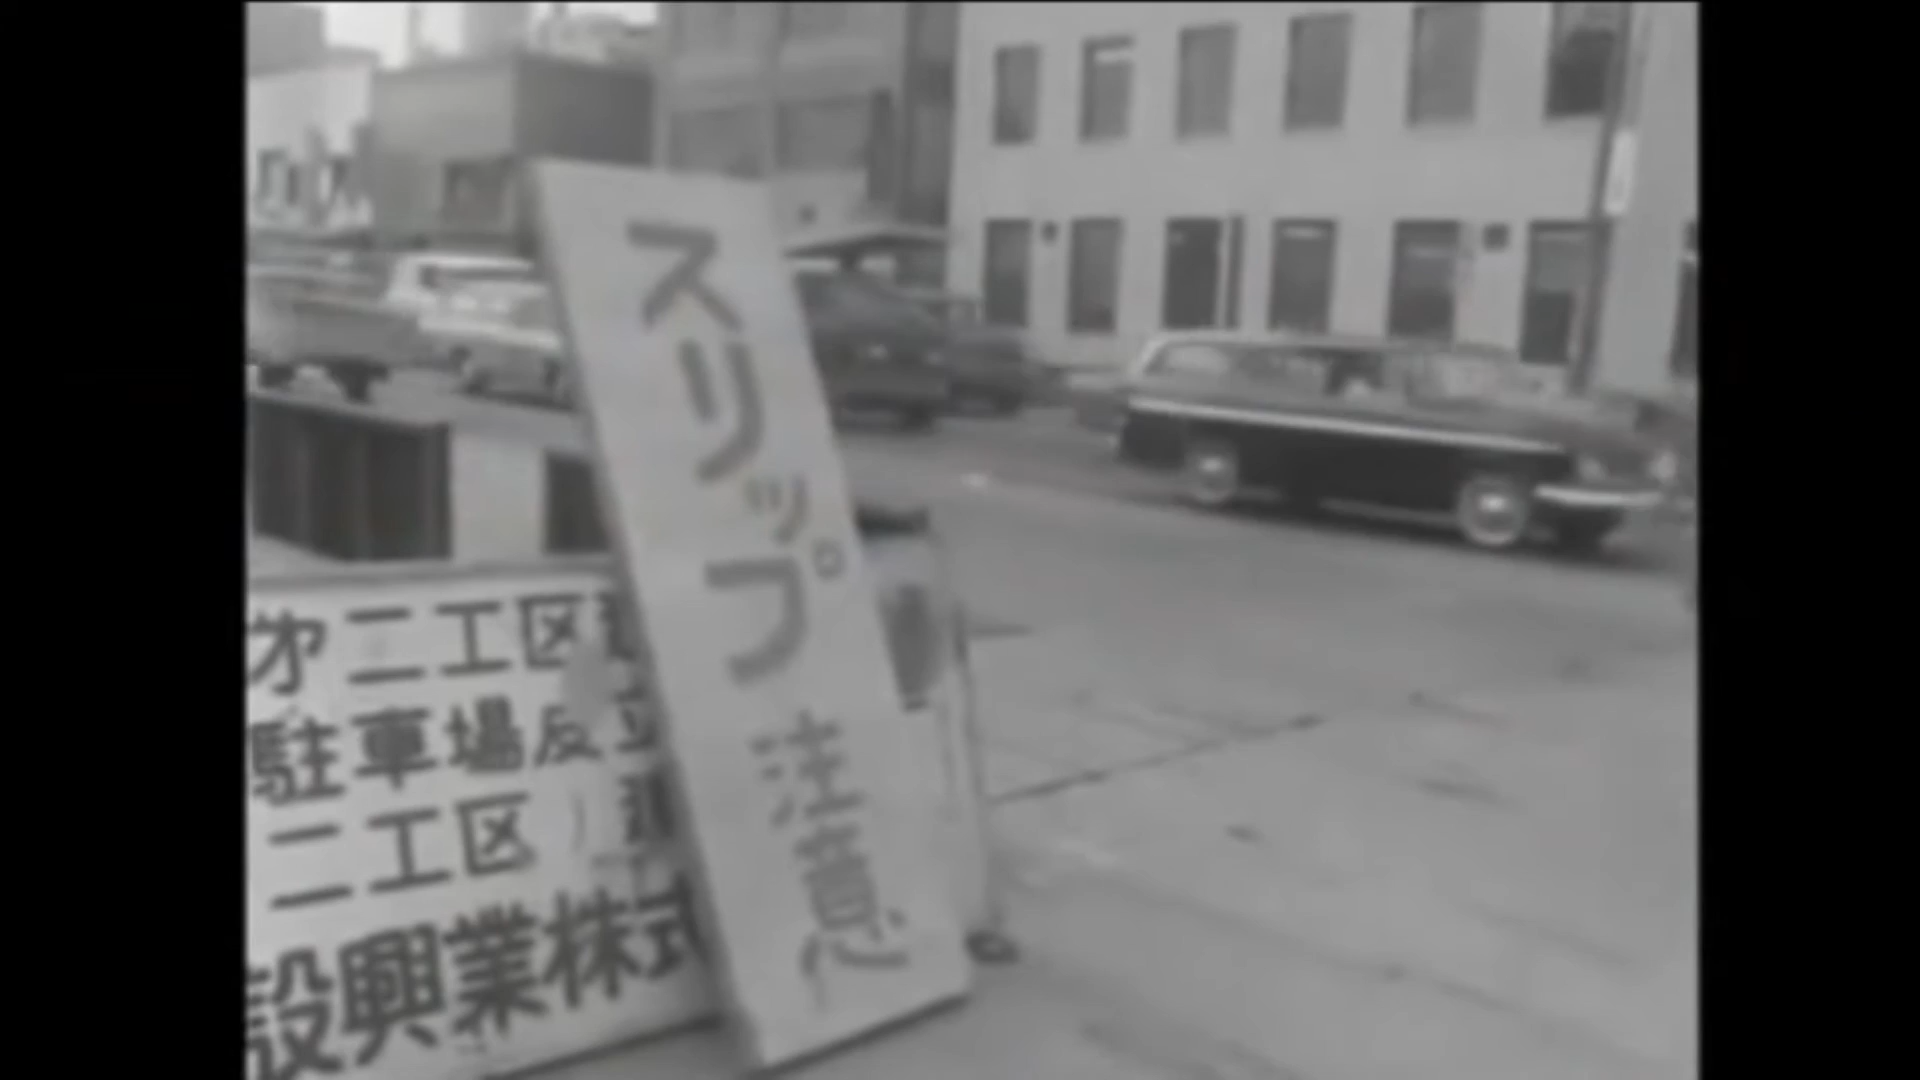 スリップ注意
才二工区
駐車場反
二工区
設興業株式